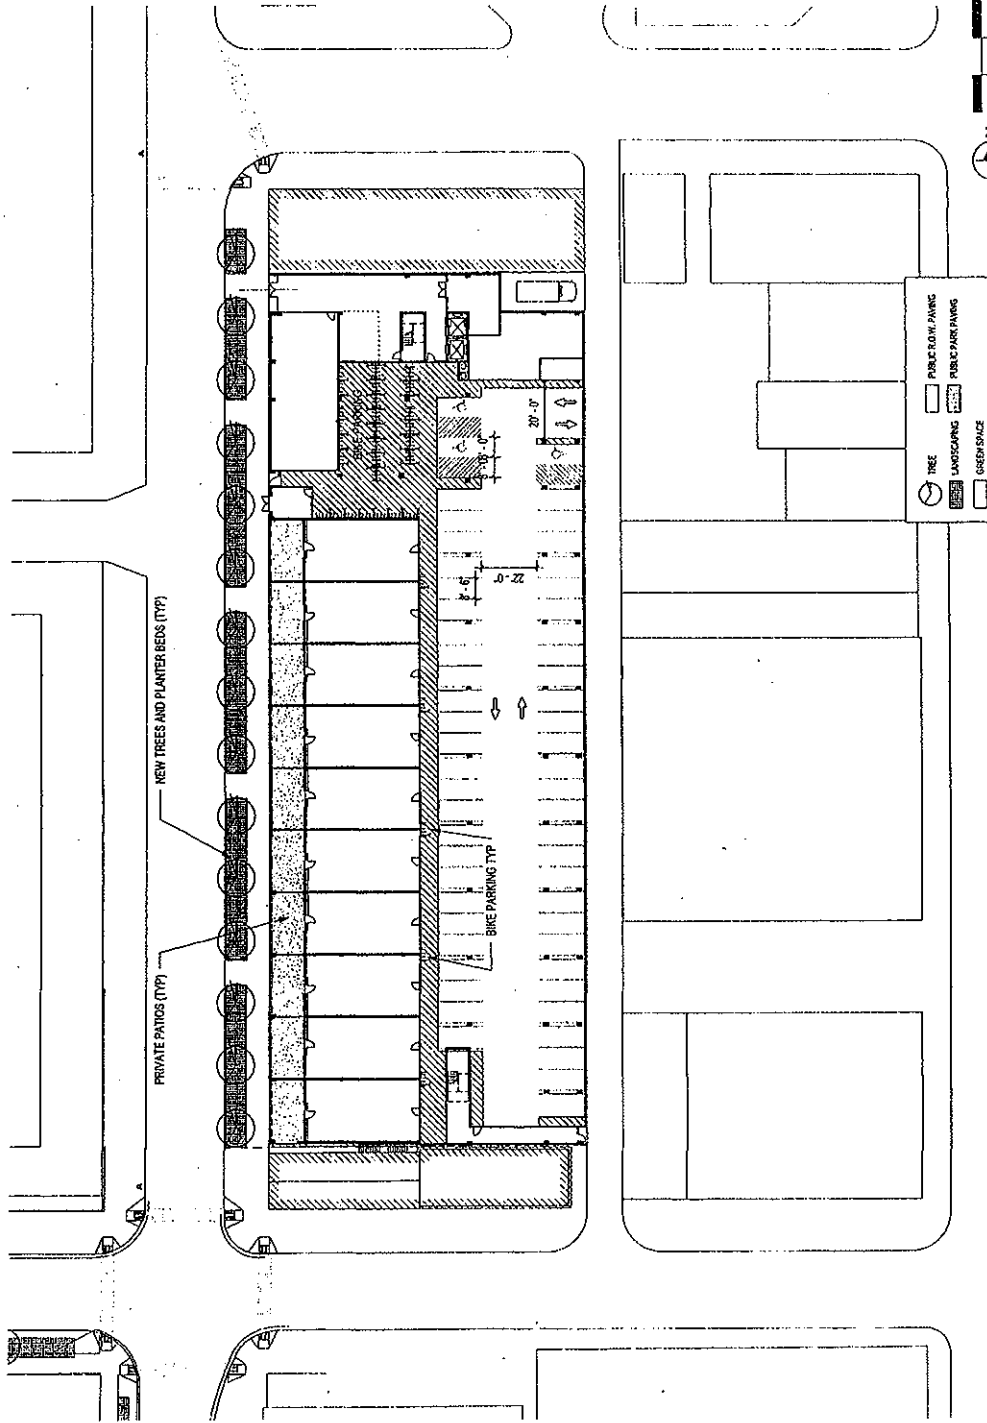 NEW TREES AND PLANTER BEDS (TYP)
PRIVATE PATIOS (TYP)
BIKE PARKING
BIKE PARKING TYP
20' - 0"
22' - 0"
8' - 6"
TREE
LANDSCAPING
GREEN SPACE
PUBLIC R.O.W. PAVING
PUBLIC PARK PAVING
A
A